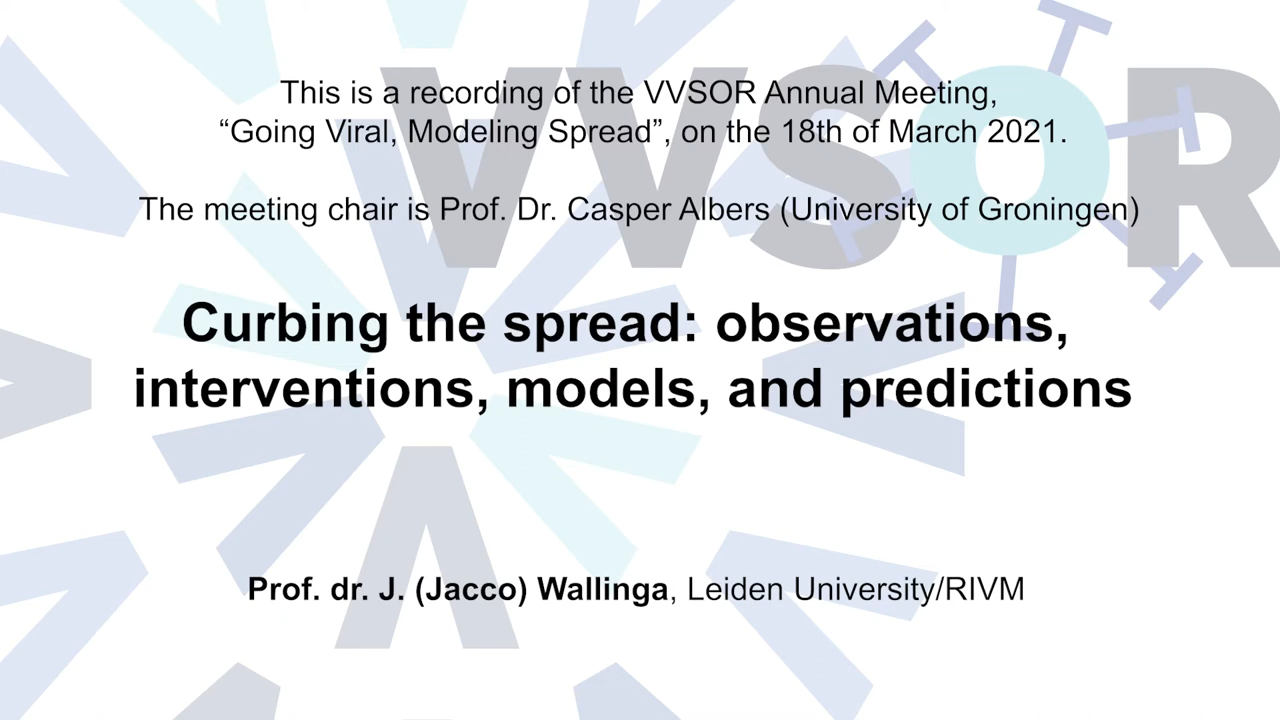 This is a recording of the VVSOR Annual Meeting,
“Going Viral, Modeling Spread”, on the 18th of March 2021.
The meeting chair is Prof. Dr. Casper Albers (University of Groningen)
VVSOR
Curbing the spread: observations,
interventions, models, and predictions
Prof. dr. J. (Jacco) Wallinga, Leiden University/RIVM